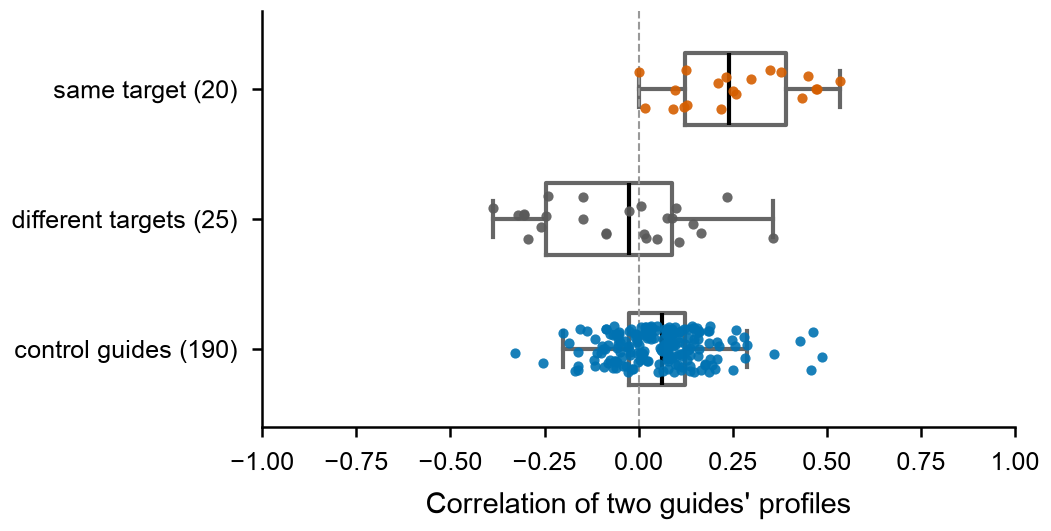 same target (20)
different targets (25)
control guides (190)
−1.00 −0.75 −0.50 −0.25 0.00 0.25 0.50 0.75 1.00
Correlation of two guides' profiles